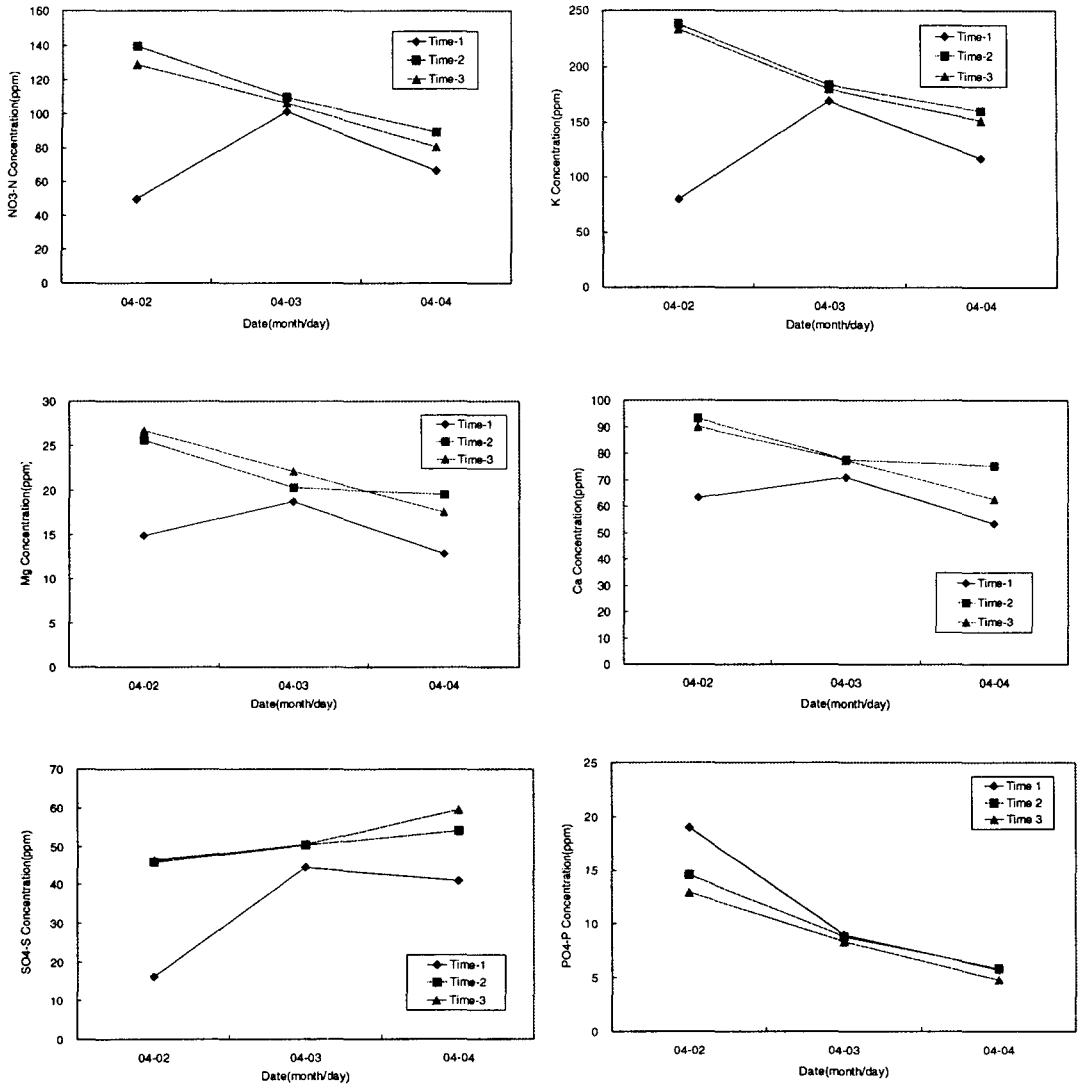 NO3-N Concentration(ppm)
160
140
120
100
80
60
40
20
0
04-02 04-03 04-04
Date(month/day)
Time-1
Time-2
Time-3
K Concentration(ppm)
250
200
150
100
50
0
04-02 04-03 04-04
Date(month/day)
Time-1
Time-2
Time-3
Mg Concentration(ppm)
30
25
20
15
10
5
0
04-02 04-03 04-04
Date(month/day)
Time-1
Time-2
Time-3
Ca Concentration(ppm)
100
90
80
70
60
50
40
30
20
10
0
04-02 04-03 04-04
Date(month/day)
Time-1
Time-2
Time-3
SO4-S Concentration(ppm)
70
60
50
40
30
20
10
0
04-02 04-03 04-04
Date(month/day)
Time-1
Time-2
Time-3
PO4-P Concentration(ppm)
25
20
15
10
5
0
04-02 04-03 04-04
Date(month/day)
Time 1
Time 2
Time 3